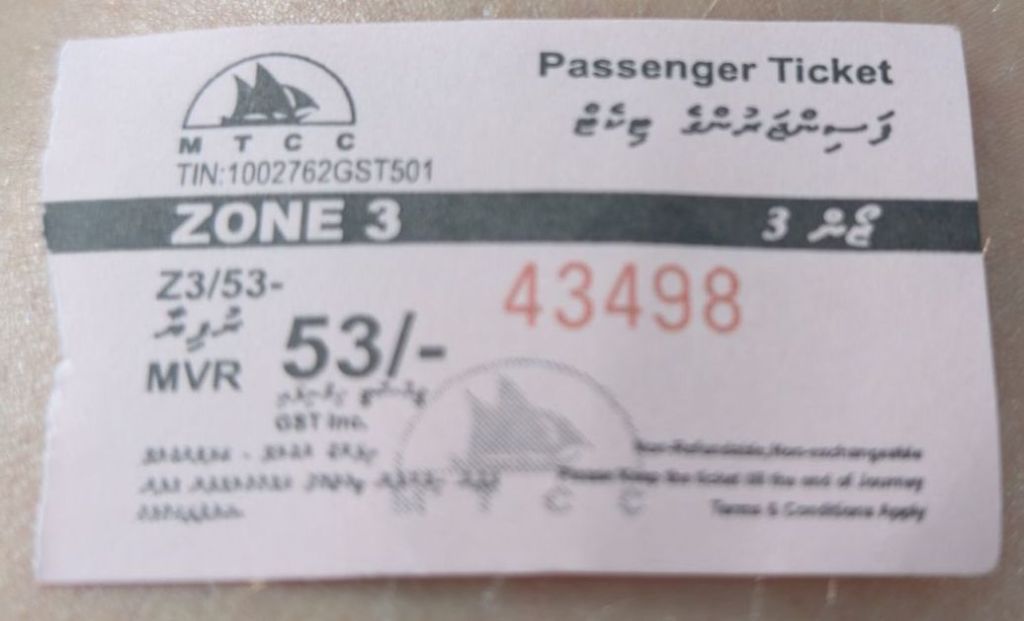 Passenger Ticket
ފަސިންޖަރުންގެ ޓިކެޓް
MTCC
TIN:1002762GST501
ZONE 3
ޒޯން 3
Z3/53-
43498
ރުފިޔާ
MVR
53/-
GST Inc.
Non-Refundable, Non-exchangeable
Please Keep the ticket till the end of Journey
Terms & Conditions Apply
MTCC